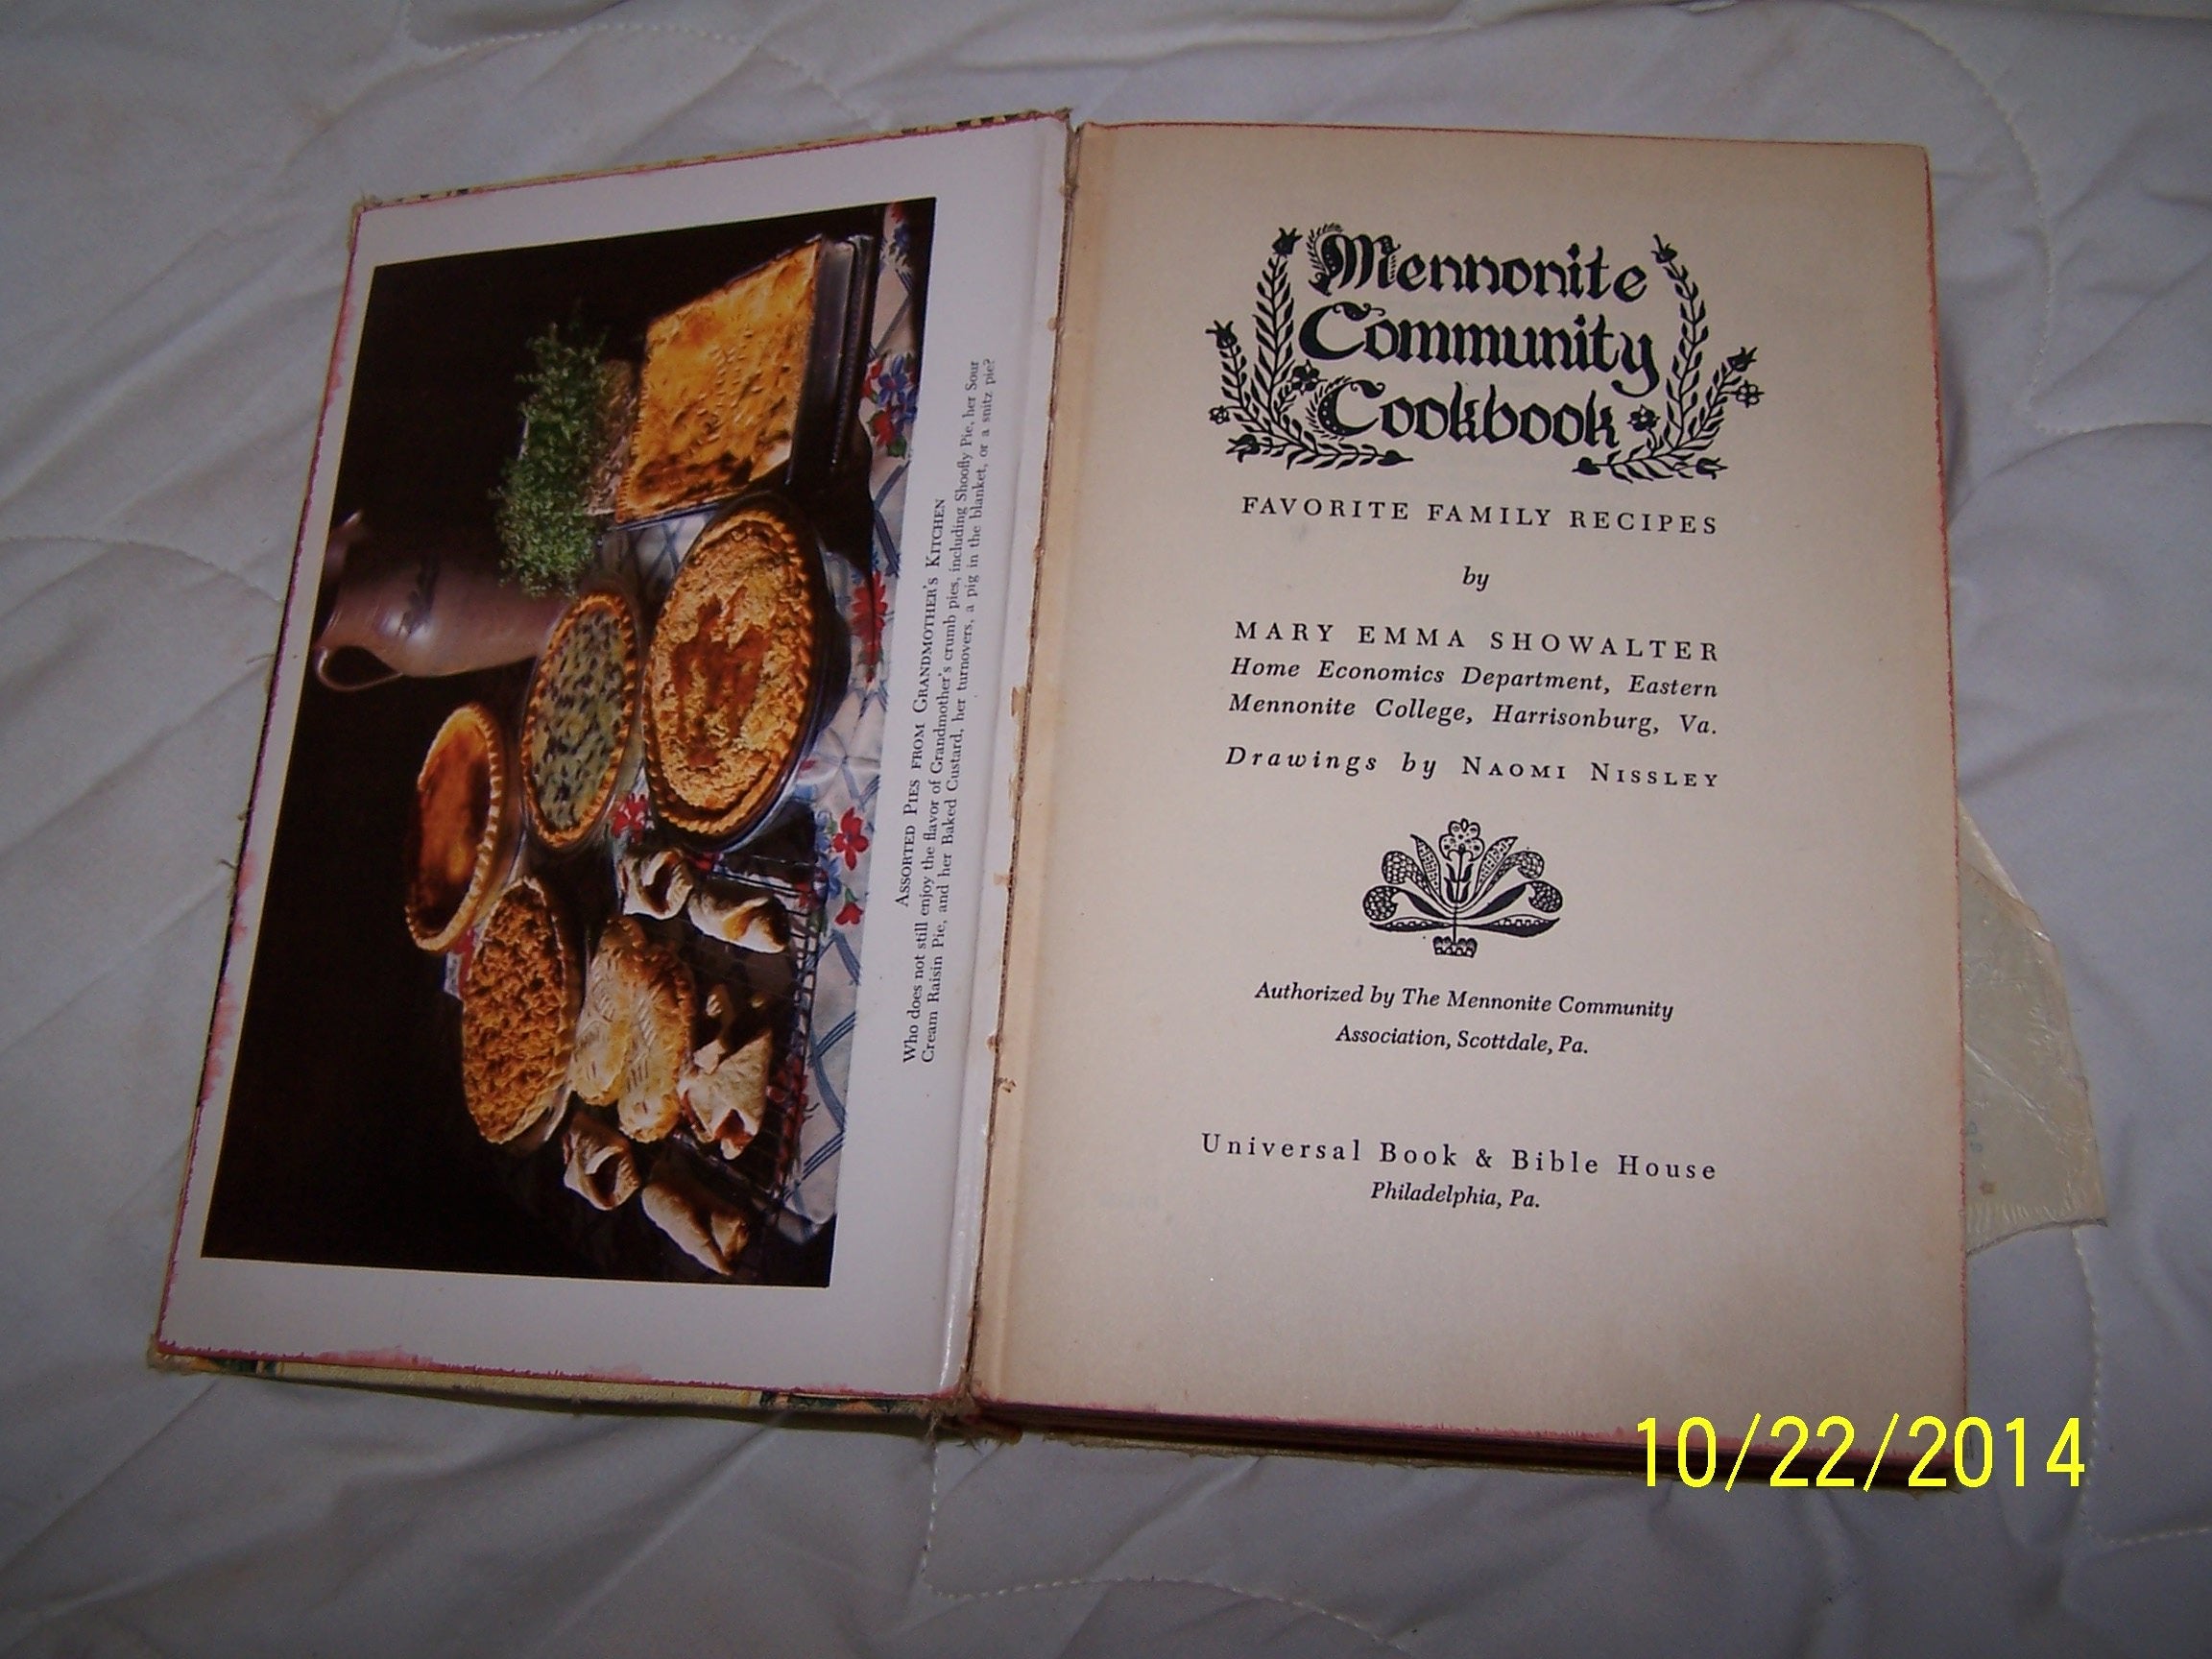 ASSORTED PIES FROM GRANDMOTHER'S KITCHEN
Who does not still enjoy the flavor of Grandmother's crumb pies, including Shoofly Pie, her Sour
Cream Raisin Pie, and her Baked Custard, her turnovers, a pig in the blanket, or a snitz pie?
Mennonite
Community
Cookbook
FAVORITE FAMILY RECIPES
by
MARY EMMA SHOWALTER
Home Economics Department, Eastern
Mennonite College, Harrisonburg, Va.
Drawings by NAOMI NISSLEY
Authorized by The Mennonite Community
Association, Scottdale, Pa.
Universal Book & Bible House
Philadelphia, Pa.
10/22/2014